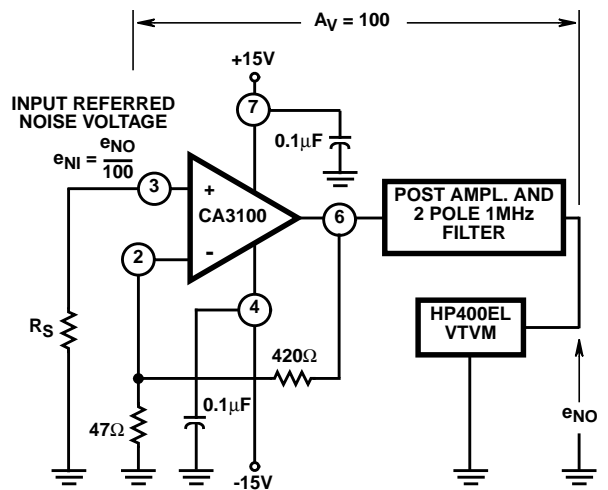 A_V = 100
+15V
7
INPUT REFERRED
NOISE VOLTAGE
e_NI = e_NO/100
0.1μF
3
+
CA3100
6
POST AMPL. AND
2 POLE 1MHz
FILTER
2
-
4
R_S
HP400EL
VTVM
420Ω
0.1μF
47Ω
e_NO
-15V